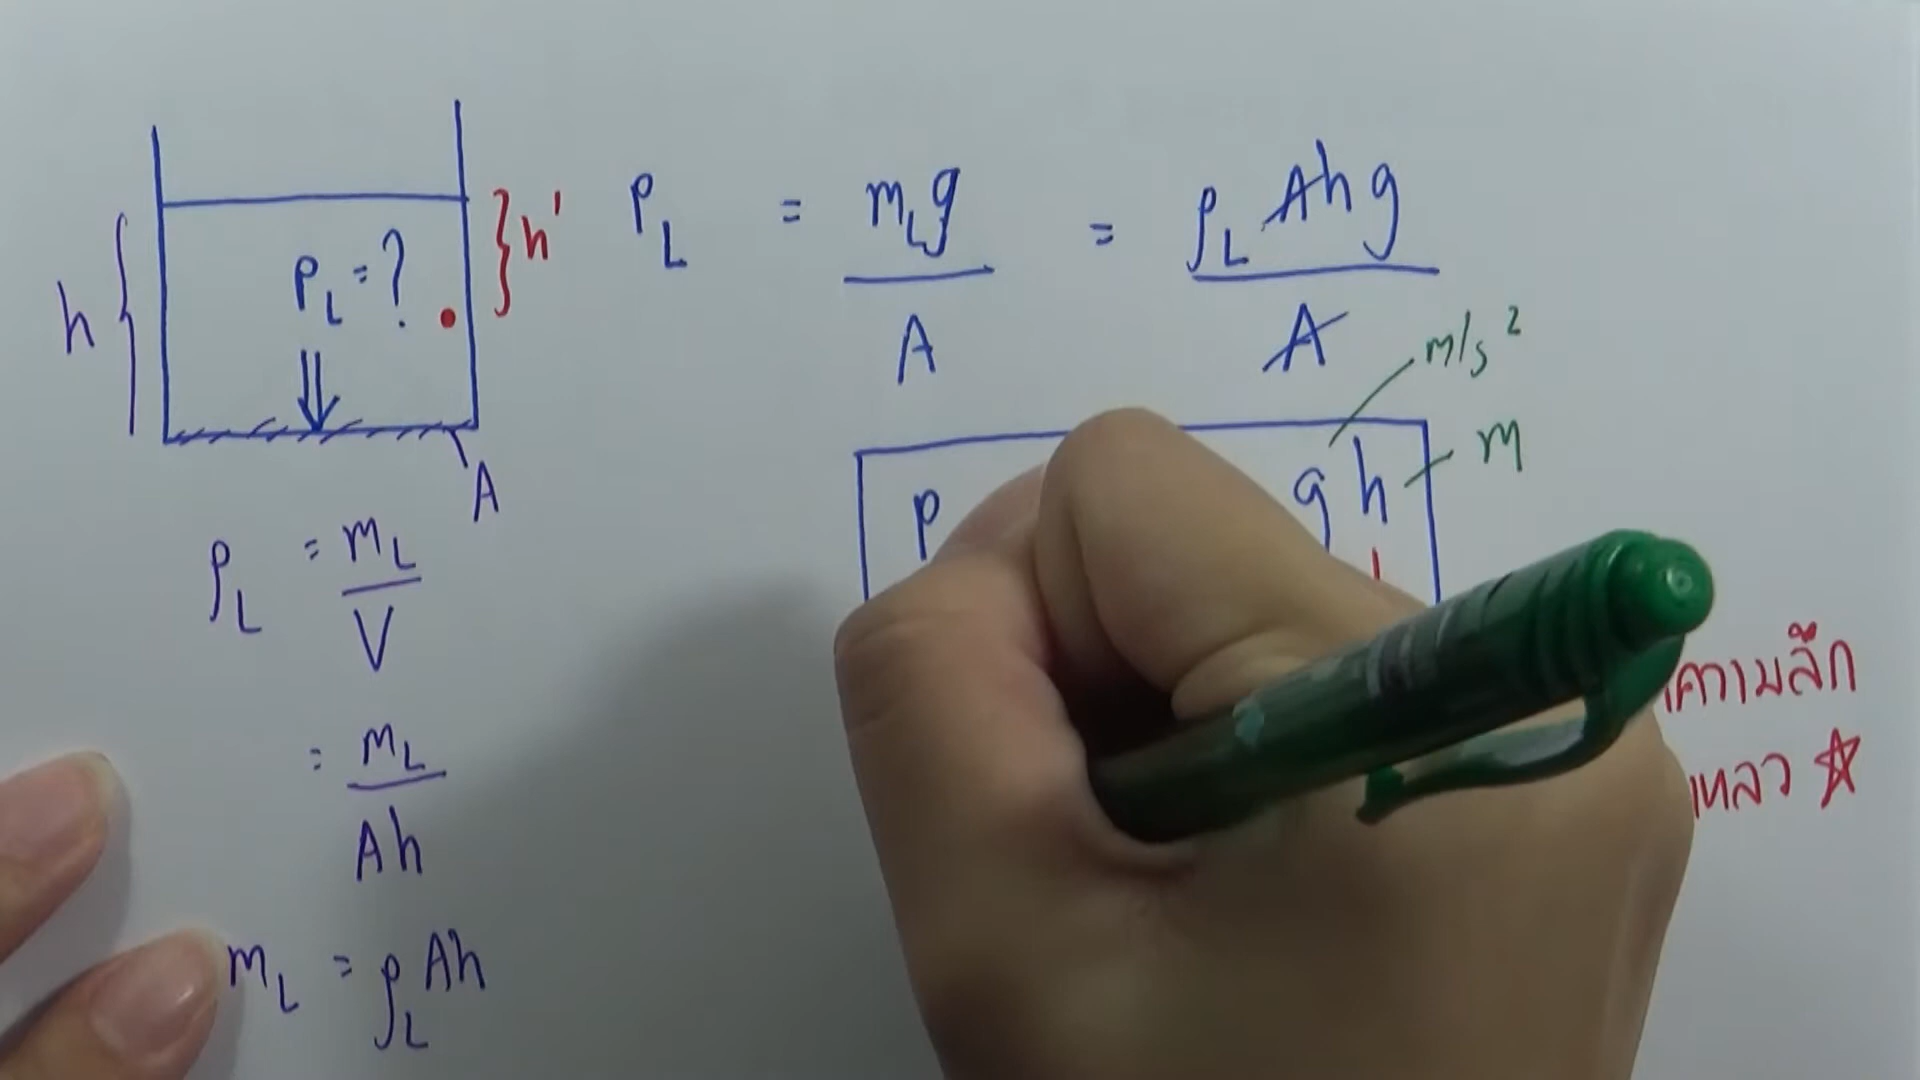 h
P_L = ?
h'
A
P_L = m_L g / A = ρ_L A h g / A
m/s²
m
P
g h
ρ_L = m_L / V
= m_L / A h
m_L = ρ_L A h
ความลึก
เหลว ☆